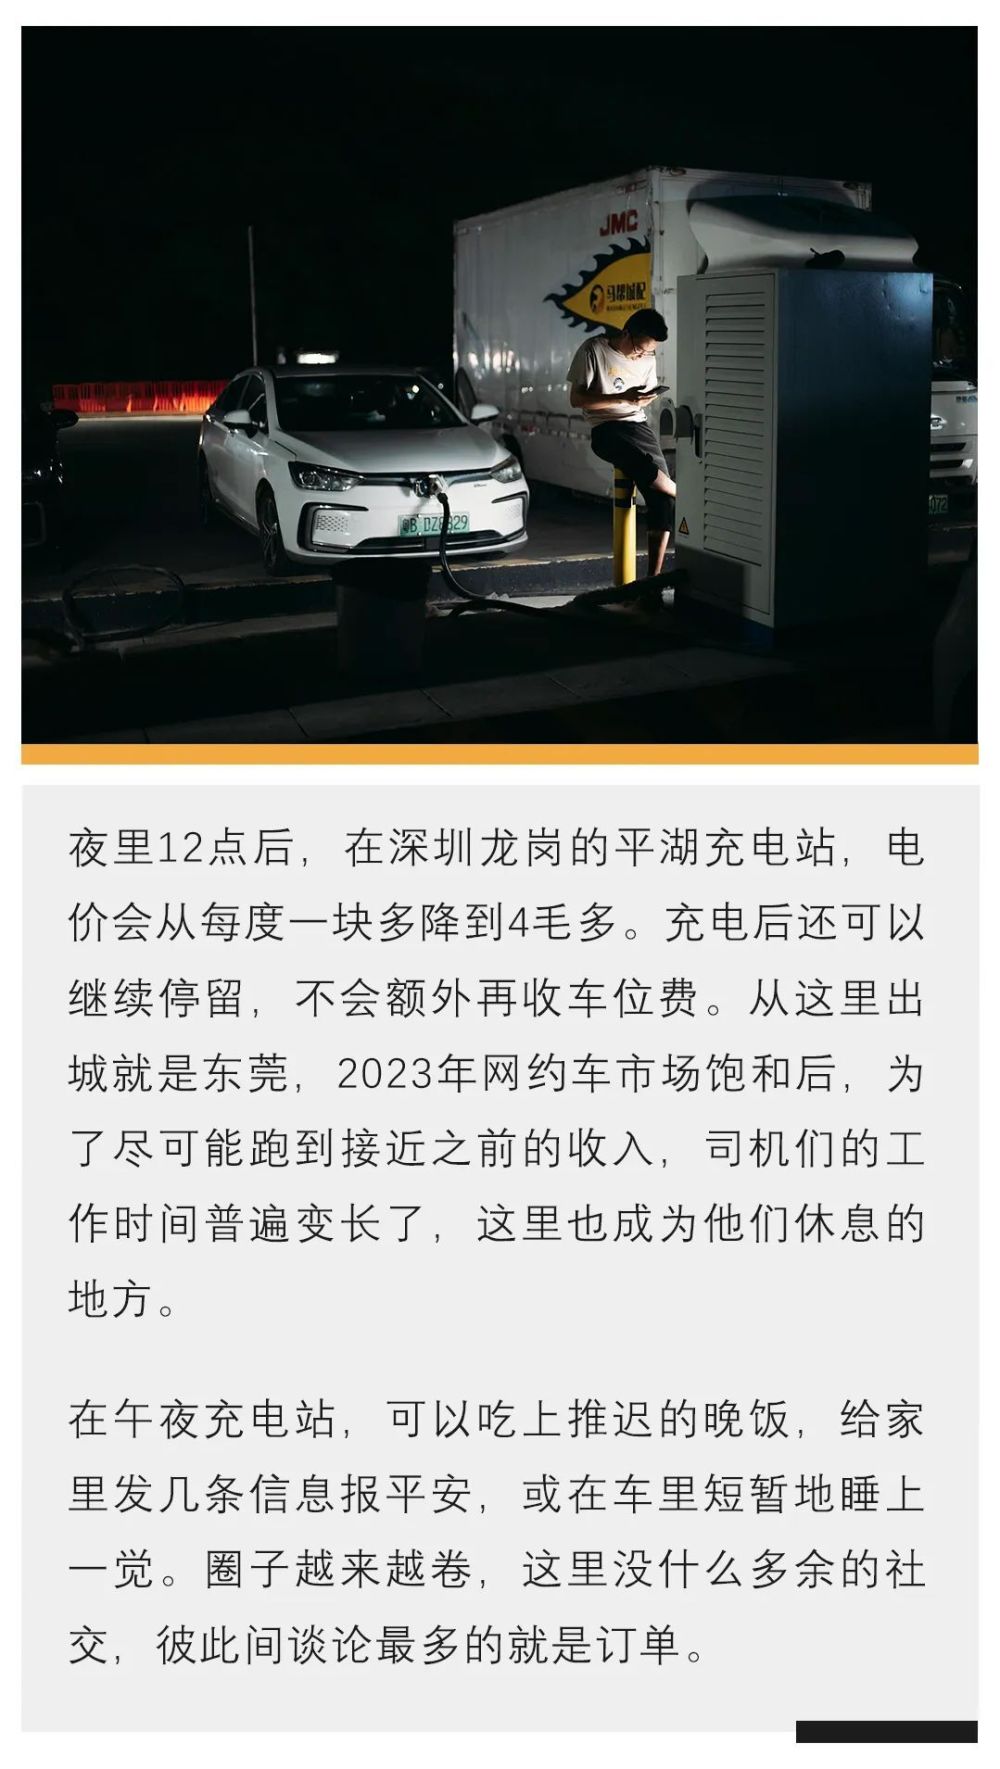 JMC
马帮城配
夜里12点后，在深圳龙岗的平湖充电站，电
价会从每度一块多降到4毛多。充电后还可以
继续停留，不会额外再收车位费。从这里出
城就是东莞，2023年网约车市场饱和后，为
了尽可能跑到接近之前的收入，司机们的工
作时间普遍变长了，这里也成为他们休息的
地方。
在午夜充电站，可以吃上推迟的晚饭，给家
里发几条信息报平安，或在车里短暂地睡上
一觉。圈子越来越卷，这里没什么多余的社
交，彼此间谈论最多的就是订单。